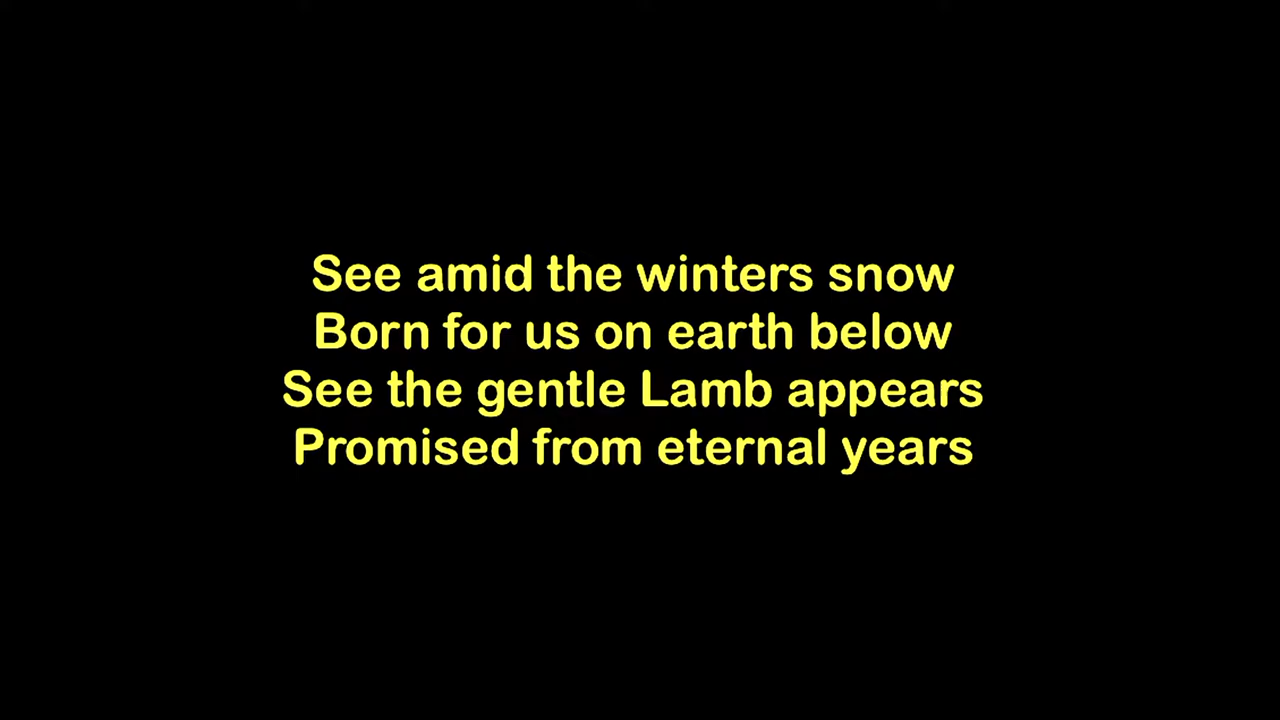 See amid the winters snow
Born for us on earth below
See the gentle Lamb appears
Promised from eternal years